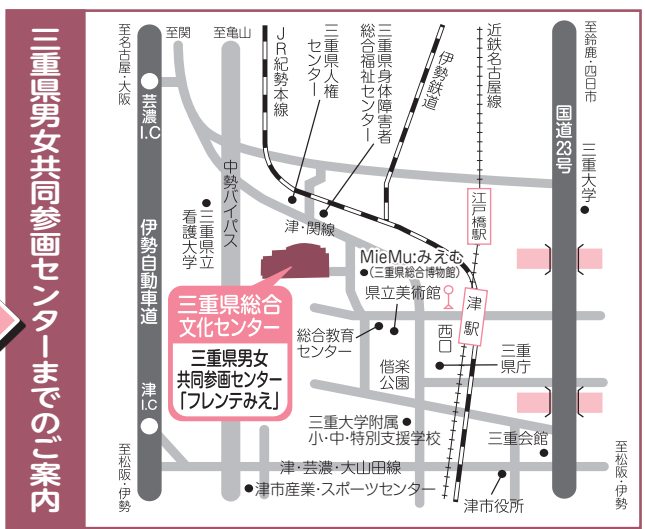 三重県男女共同参画センターまでのご案内
至名古屋・大阪
至関
至亀山
JR紀勢本線
三重県人権
センター
三重県身体障害者
総合福祉センター
伊勢鉄道
近鉄名古屋線
至鈴鹿・四日市
芸濃
I.C
国道23号
三重大学
中勢バイパス
三重県立
看護大学
津・関線
江戸橋駅
伊勢自動車道
MieMu:みえむ
(三重県総合博物館)
県立美術館
津駅
西口
三重県総合
文化センター
三重県男女
共同参画センター
「フレンテみえ」
総合教育
センター
偕楽
公園
三重
県庁
津
I.C
三重大学附属
小・中・特別支援学校
三重会館
至松阪・伊勢
津・芸濃・大山田線
津市産業・スポーツセンター
津市役所
至松阪・伊勢